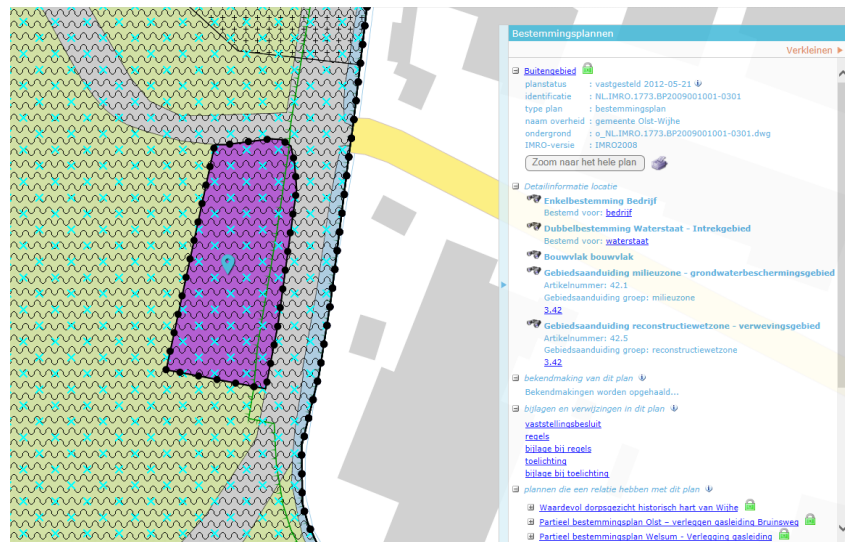 Bestemmingsplannen
Verkleinen
Buitengebied
planstatus : vastgesteld 2012-05-21
identificatie : NL.IMRO.1773.BP2009001001-0301
type plan : bestemmingsplan
naam overheid : gemeente Olst-Wijhe
ondergrond : o_NL.IMRO.1773.BP2009001001-0301.dwg
IMRO-versie : IMRO2008
Zoom naar het hele plan
Detailinformatie locatie
Enkelbestemming Bedrijf
Bestemd voor: bedrijf
Dubbelbestemming Waterstaat - Intrekgebied
Bestemd voor: waterstaat
Bouwvlak bouwvlak
Gebiedsaanduiding milieuzone - grondwaterbeschermingsgebied
Artikelnummer: 42.1
Gebiedsaanduiding groep: milieuzone
3.42
Gebiedsaanduiding reconstructiewetzone - verwevingsgebied
Artikelnummer: 42.5
Gebiedsaanduiding groep: reconstructiewetzone
3.42
bekendmaking van dit plan
Bekendmakingen worden opgehaald...
bijlagen en verwijzingen in dit plan
vaststellingsbesluit
regels
bijlage bij regels
toelichting
bijlage bij toelichting
plannen die een relatie hebben met dit plan
Waardevol dorpsgezicht historisch hart van Wijhe
Partieel bestemmingsplan Olst – verleggen gasleiding Bruinsweg
Partieel bestemmingsplan Welsum - Verlegging gasleiding